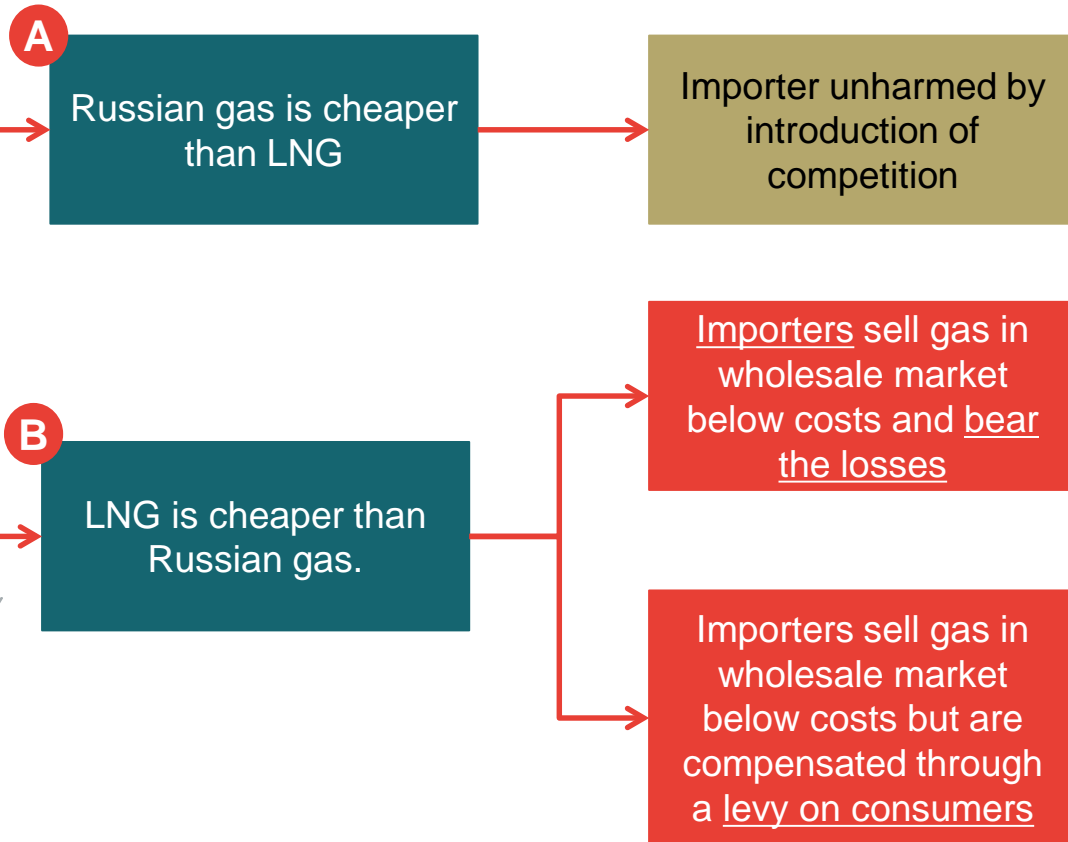 A
Russian gas is cheaper
than LNG
Importer unharmed by
introduction of
competition
B
LNG is cheaper than
Russian gas.
Importers sell gas in
wholesale market
below costs and bear
the losses
Importers sell gas in
wholesale market
below costs but are
compensated through
a levy on consumers